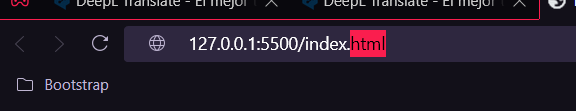 DeepL Translate - El mejor
DeepL Translate - El mejor
127.0.0.1:5500/index.html
Bootstrap